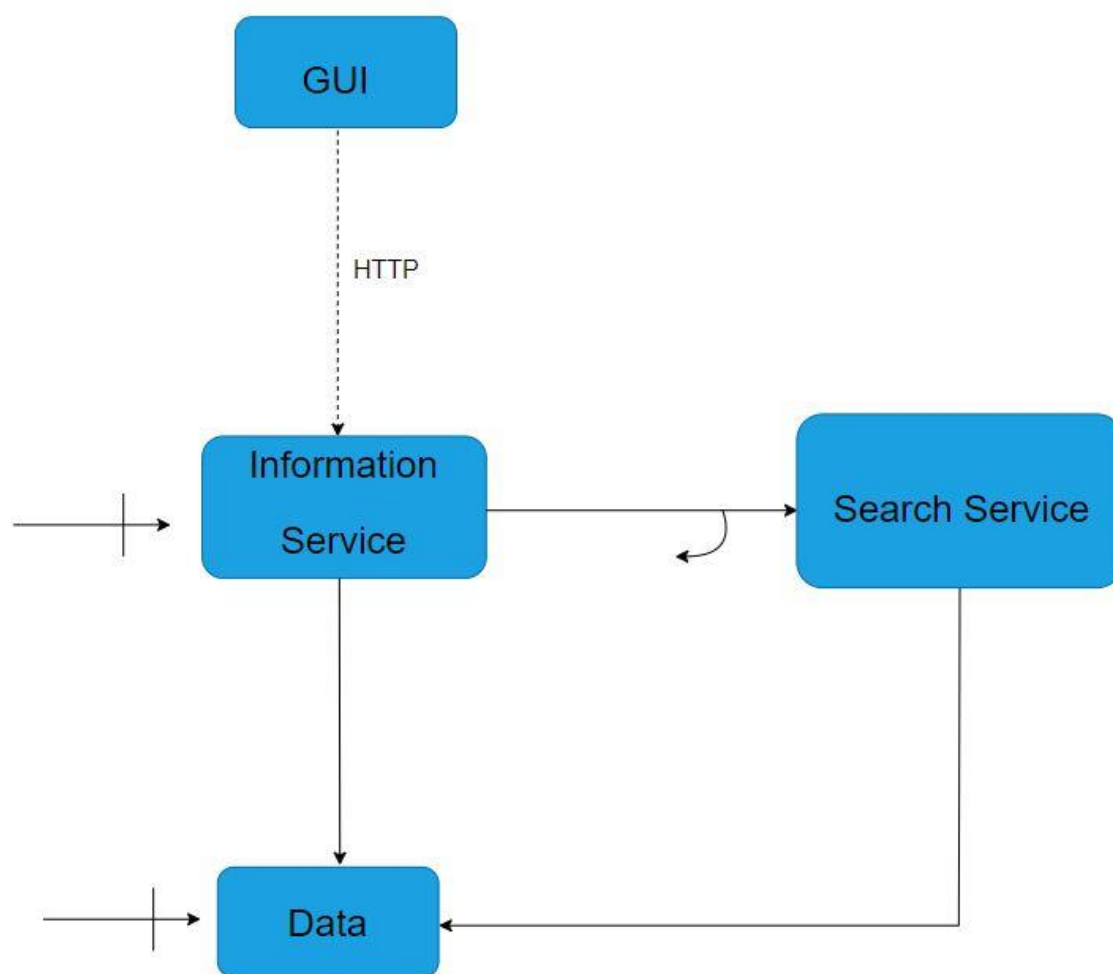 GUI
HTTP
Information
Service
Search Service
Data